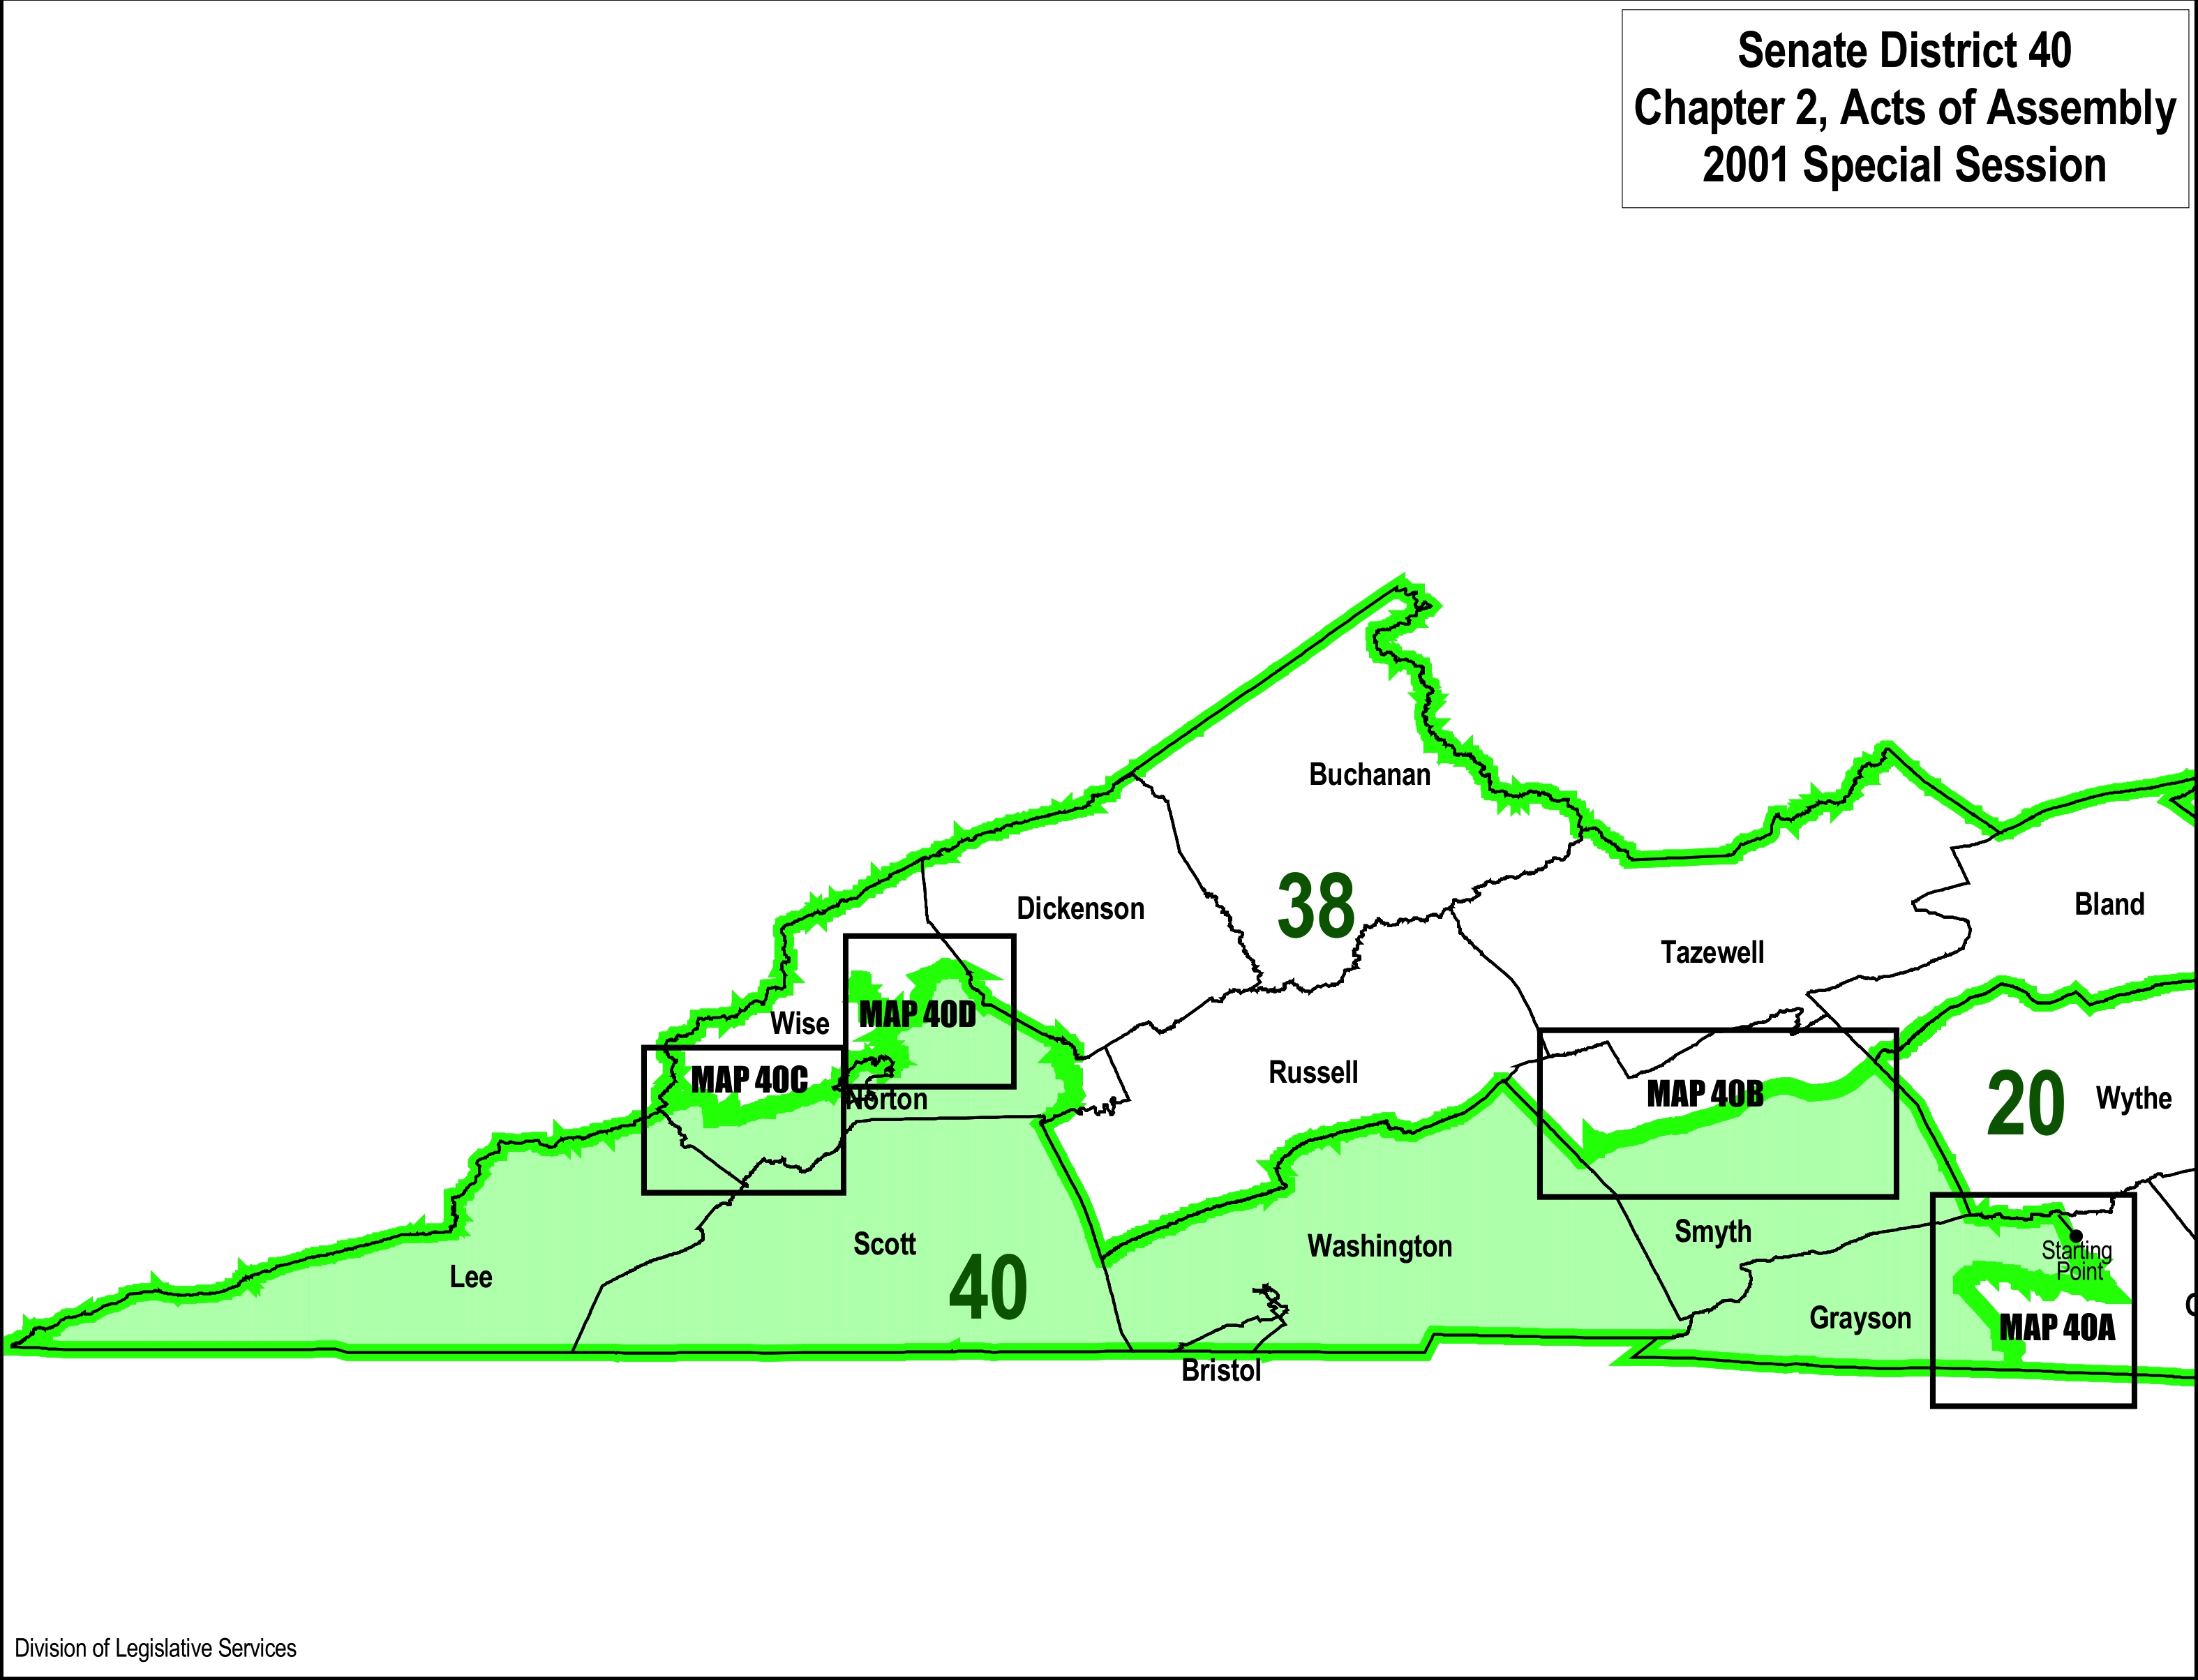 Senate District 40
Chapter 2, Acts of Assembly
2001 Special Session
Buchanan
38
Dickenson
Bland
Tazewell
MAP 40D
Wise
Russell
MAP 40C
MAP 40B
Norton
20
Wythe
Smyth
Scott
Washington
Starting
Point
Lee
40
Grayson
MAP 40A
Bristol
Division of Legislative Services